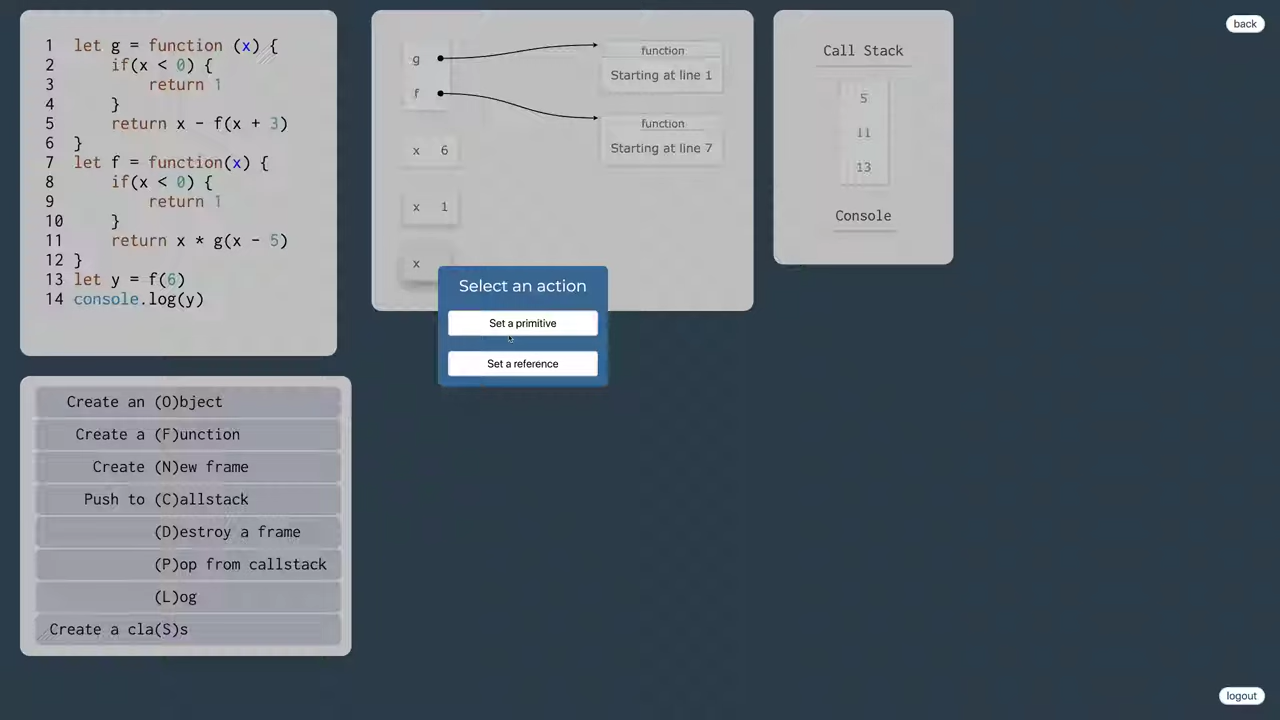 back
1 let g = function (x) {
2 if(x < 0) {
3 return 1
4 }
5 return x - f(x + 3)
6 }
7 let f = function(x) {
8 if(x < 0) {
9 return 1
10 }
11 return x * g(x - 5)
12 }
13 let y = f(6)
14 console.log(y)
g
f
x 6
x 1
x
function
Starting at line 1
function
Starting at line 7
Call Stack
5
11
13
Console
Select an action
Set a primitive
Set a reference
Create an (O)bject
Create a (F)unction
Create (N)ew frame
Push to (C)allstack
(D)estroy a frame
(P)op from callstack
(L)og
Create a cla(S)s
logout